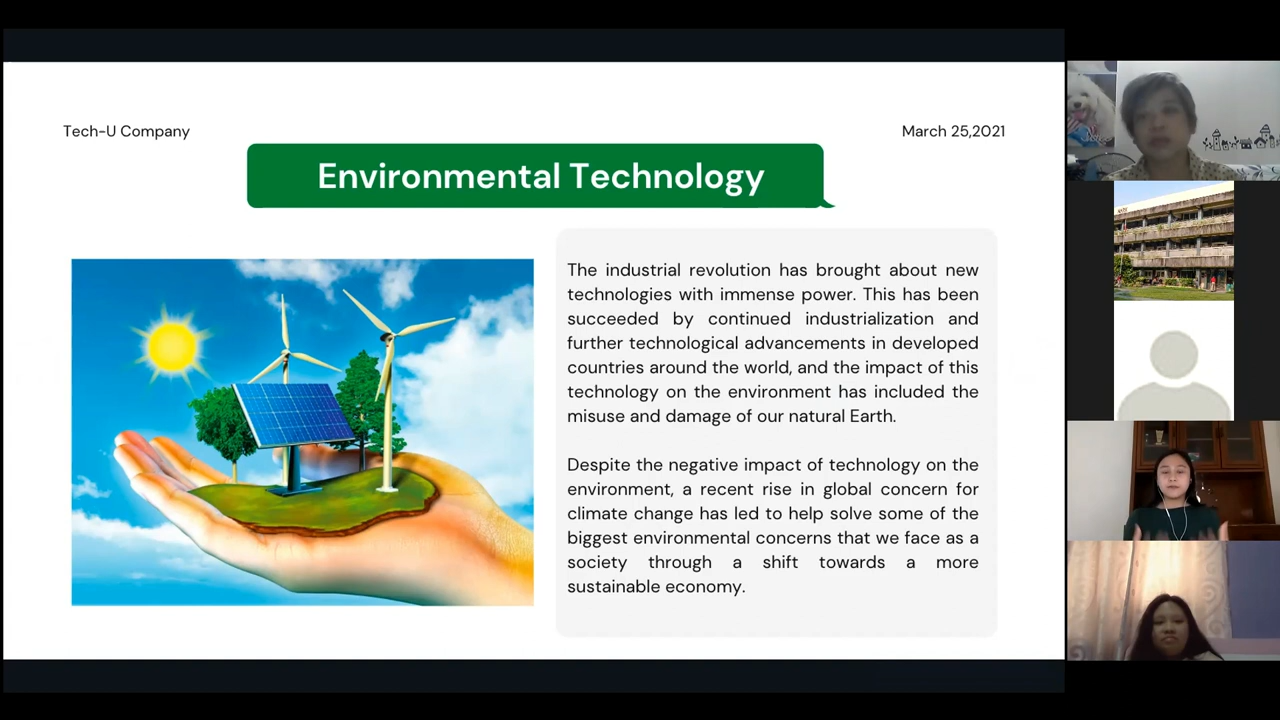 Tech-U Company
March 25,2021
Environmental Technology
The industrial revolution has brought about new
technologies with immense power. This has been
succeeded by continued industrialization and
further technological advancements in developed
countries around the world, and the impact of this
technology on the environment has included the
misuse and damage of our natural Earth.
Despite the negative impact of technology on the
environment, a recent rise in global concern for
climate change has led to help solve some of the
biggest environmental concerns that we face as a
society through a shift towards a more
sustainable economy.